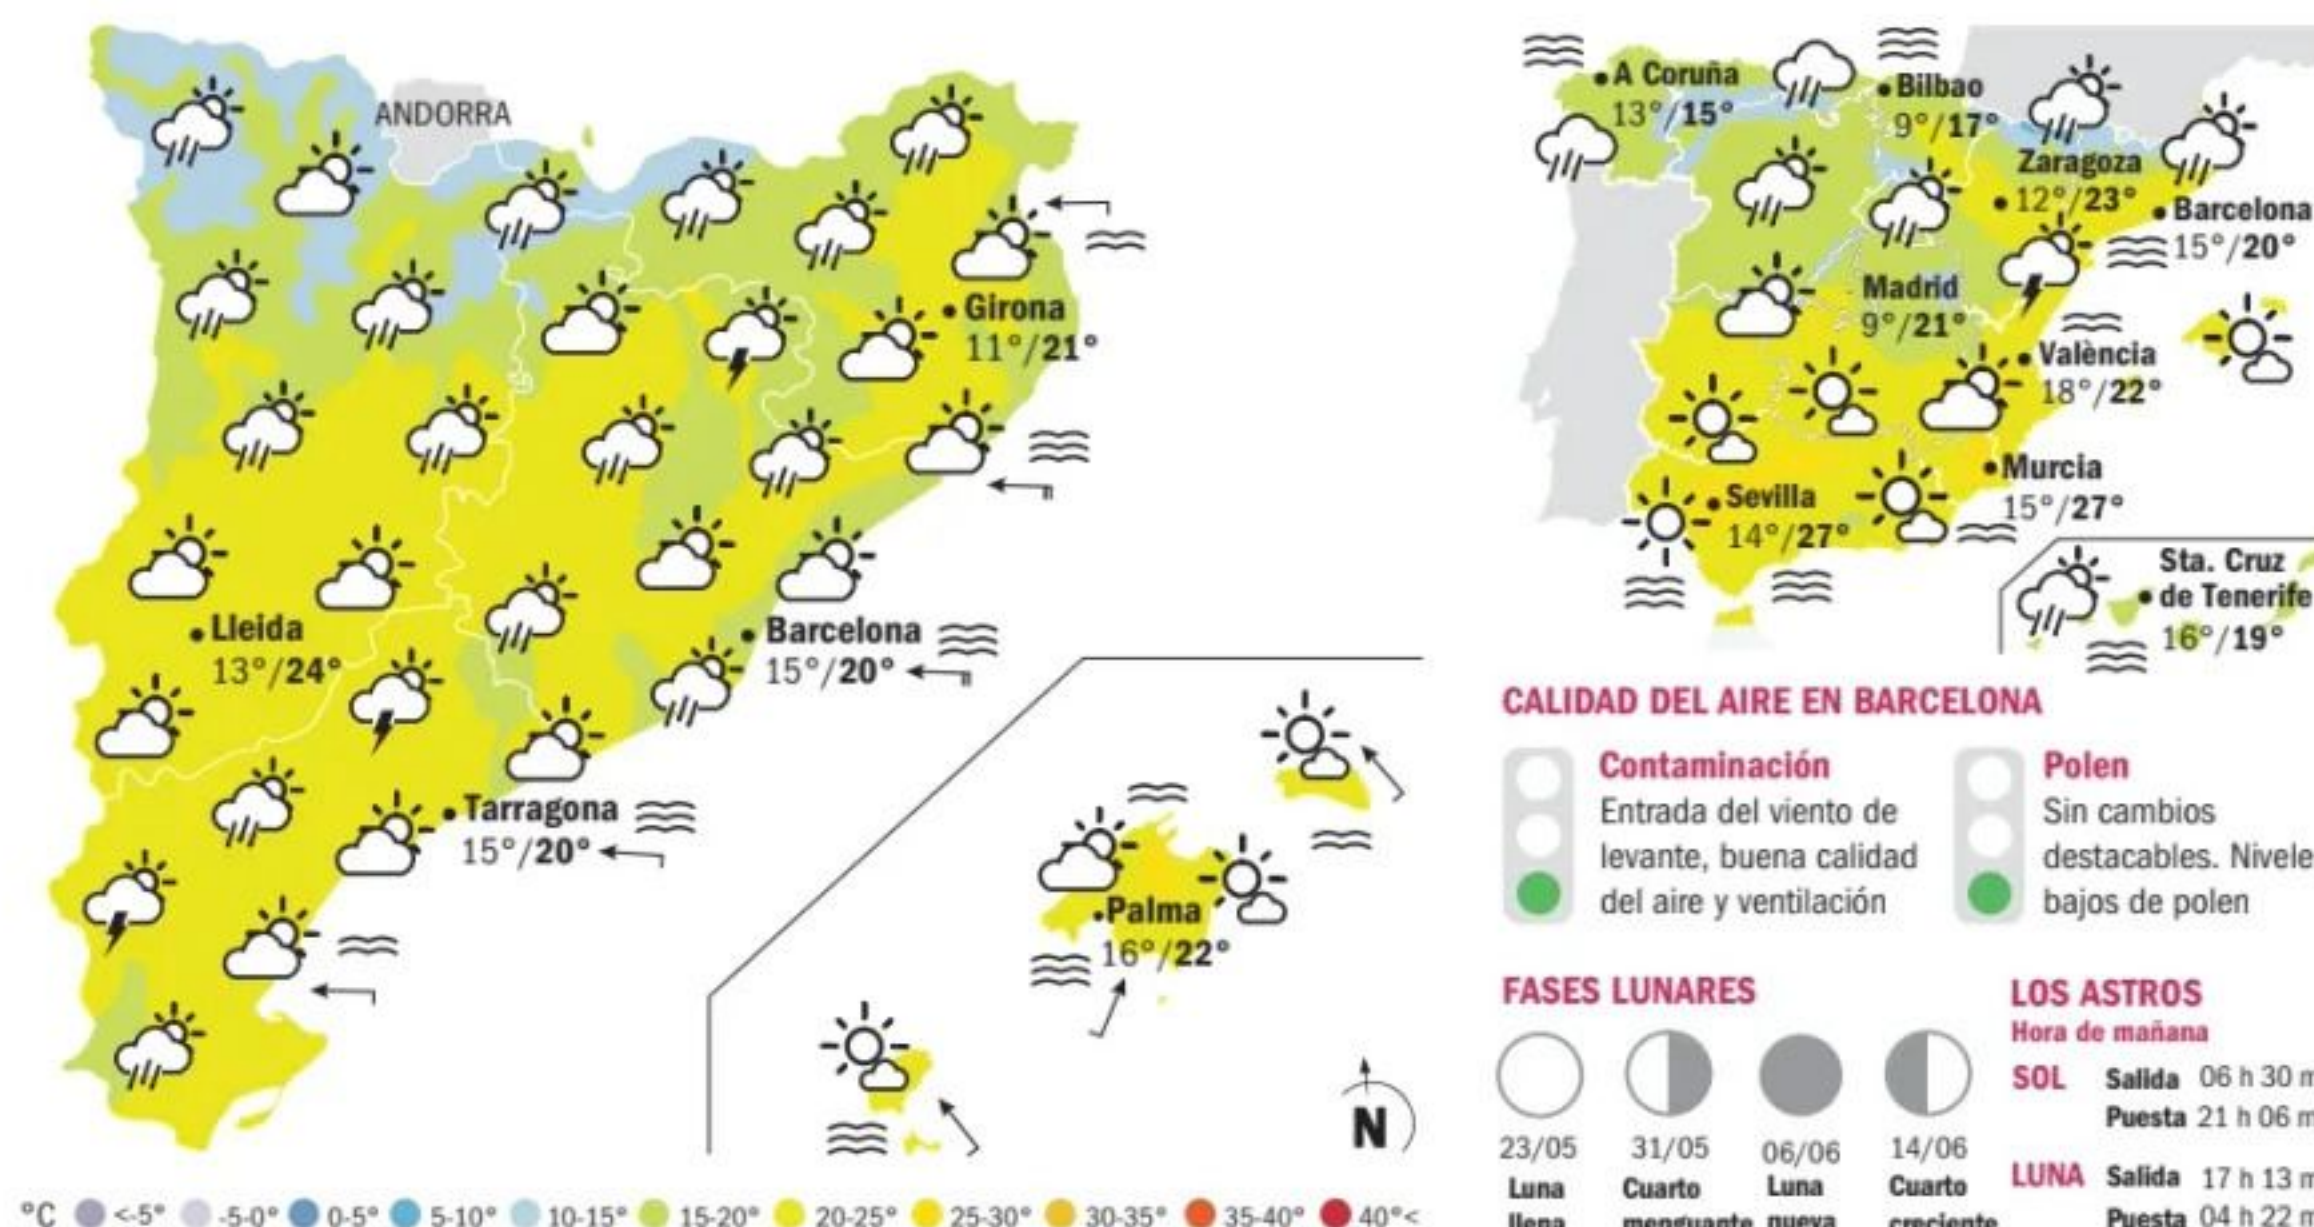 ANDORRA
Girona
11°/21°
Lleida
13°/24°
Barcelona
15°/20°
Tarragona
15°/20°
Palma
16°/22°
N
°C <-5° -5-0° 0-5° 5-10° 10-15° 15-20° 20-25° 25-30° 30-35° 35-40° 40°<
A Coruña
13°/15°
Bilbao
9°/17°
Zaragoza
12°/23°
Barcelona
15°/20°
Madrid
9°/21°
València
18°/22°
Murcia
15°/27°
Sevilla
14°/27°
Sta. Cruz
de Tenerife
16°/19°
CALIDAD DEL AIRE EN BARCELONA
Contaminación
Entrada del viento de
levante, buena calidad
del aire y ventilación
Polen
Sin cambios
destacables. Nivele
bajos de polen
FASES LUNARES
23/05
Luna
llena
31/05
Cuarto
menguante
06/06
Luna
nueva
14/06
Cuarto
creciente
LOS ASTROS
Hora de mañana
SOL Salida 06 h 30 m
Puesta 21 h 06 m
LUNA Salida 17 h 13 m
Puesta 04 h 22 m